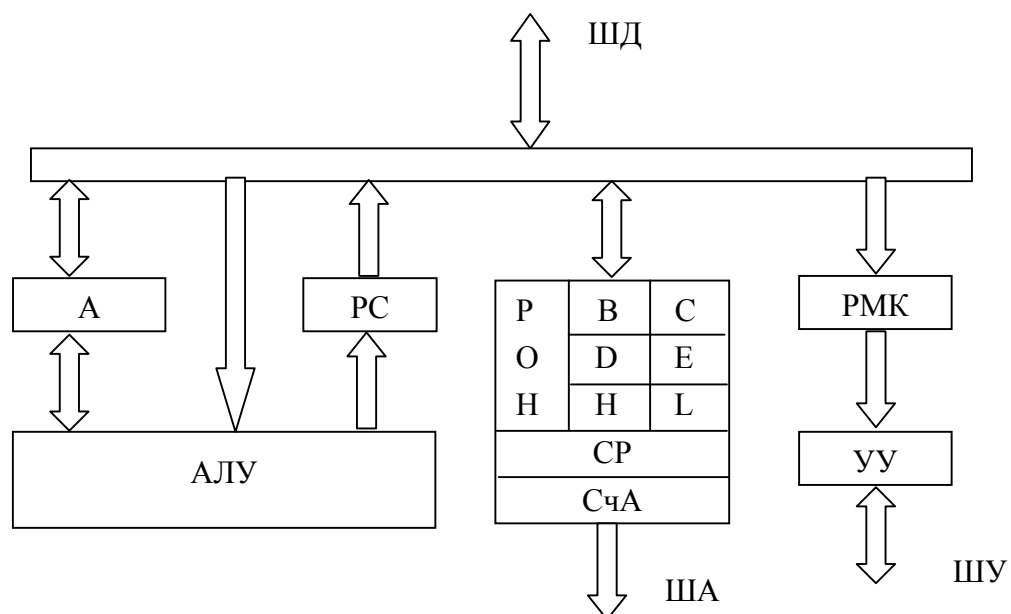 ШД
А
РС
Р В С
О D Е
Н Н L
РМК
АЛУ
СР
УУ
СчА
ША
ШУ